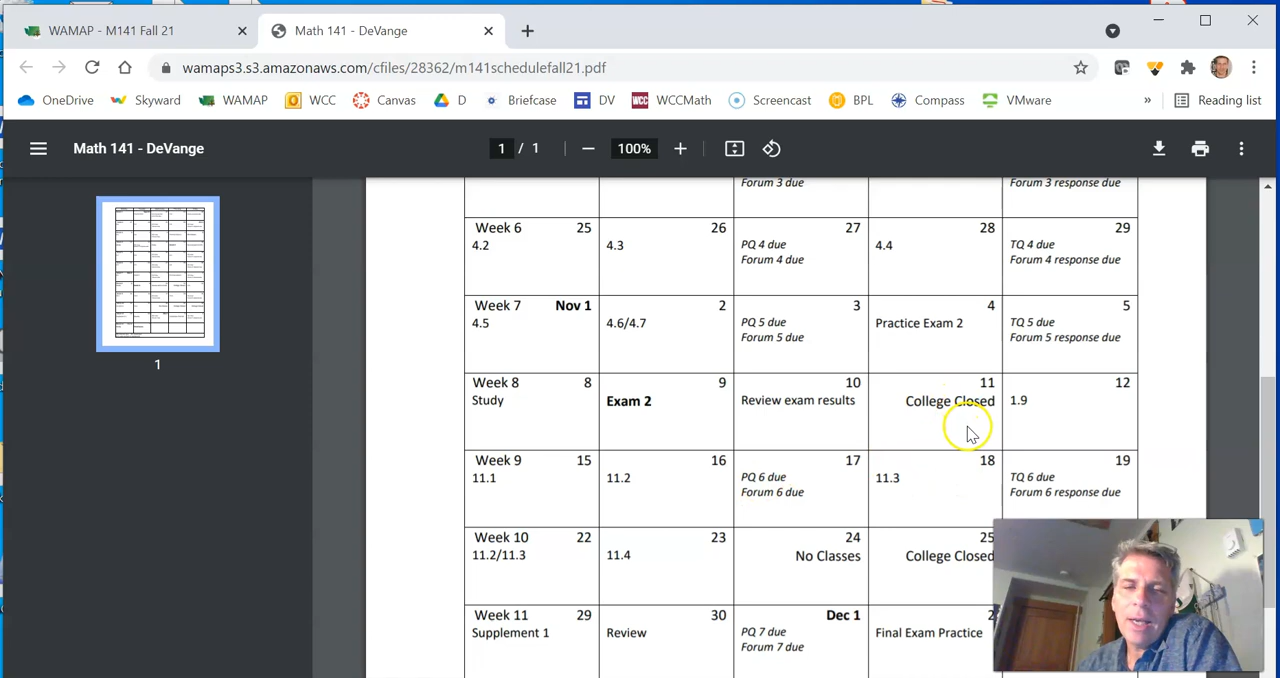 WAMAP - M141 Fall 21
Math 141 - DeVange
wamaps3.s3.amazonaws.com/cfiles/28362/m141schedulefall21.pdf
OneDrive Skyward WAMAP WCC Canvas D Briefcase DV WCCMath Screencast BPL Compass VMware » Reading list
Math 141 - DeVange 1 / 1 100%
1
Forum 3 due Forum 3 response due
Week 6 25 26 27 28 29
4.2 4.3 PQ 4 due 4.4 TQ 4 due
Forum 4 due Forum 4 response due
Week 7 Nov 1 2 3 4 5
4.5 4.6/4.7 PQ 5 due Practice Exam 2 TQ 5 due
Forum 5 due Forum 5 response due
Week 8 8 9 10 11 12
Study Exam 2 Review exam results College Closed 1.9
Week 9 15 16 17 18 19
11.1 11.2 PQ 6 due 11.3 TQ 6 due
Forum 6 due Forum 6 response due
Week 10 22 23 24 25
11.2/11.3 11.4 No Classes College Closed
Week 11 29 30 Dec 1 2
Supplement 1 Review PQ 7 due Final Exam Practice
Forum 7 due